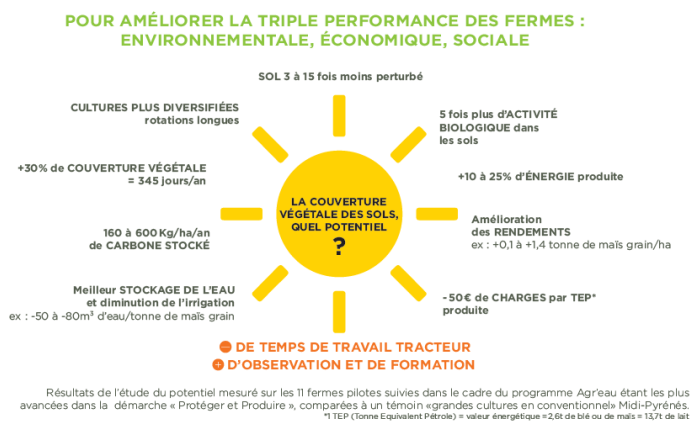 POUR AMÉLIORER LA TRIPLE PERFORMANCE DES FERMES :
ENVIRONNEMENTALE, ÉCONOMIQUE, SOCIALE
SOL 3 à 15 fois moins perturbé
CULTURES PLUS DIVERSIFIÉES
rotations longues
5 fois plus d'ACTIVITÉ
BIOLOGIQUE dans
les sols
+30% de COUVERTURE VÉGÉTALE
= 345 jours/an
+10 à 25% d'ÉNERGIE produite
LA COUVERTURE
VÉGÉTALE DES SOLS,
QUEL POTENTIEL
?
160 à 600 Kg/ha/an
de CARBONE STOCKÉ
Amélioration
des RENDEMENTS
ex : +0,1 à +1,4 tonne de maïs grain/ha
Meilleur STOCKAGE DE L'EAU
et diminution de l'irrigation
ex : -50 à -80m³ d'eau/tonne de maïs grain
- 50 € de CHARGES par TEP*
produite
- DE TEMPS DE TRAVAIL TRACTEUR
+ D'OBSERVATION ET DE FORMATION
Résultats de l'étude du potentiel mesuré sur les 11 fermes pilotes suivies dans le cadre du programme Agr'eau étant les plus
avancées dans la démarche « Protéger et Produire », comparées à un témoin «grandes cultures en conventionnel» Midi-Pyrénés.
*1 TEP (Tonne Equivalent Pétrole) = valeur énergétique =2,6t de blé ou de maïs = 13,7t de lait